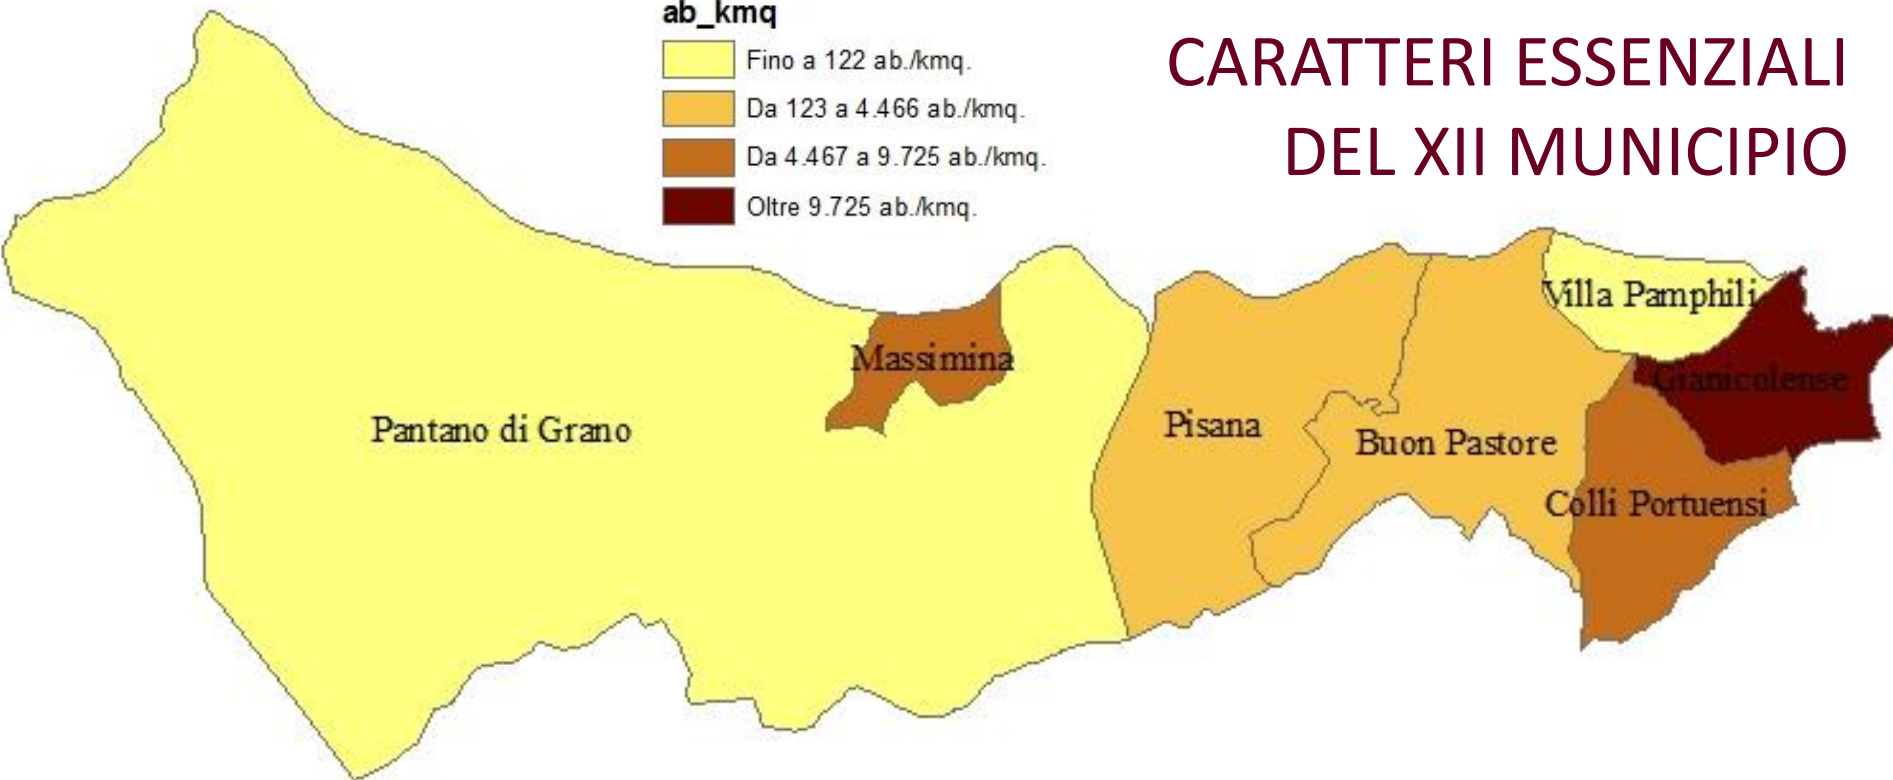 ab_kmq
Fino a 122 ab./kmq.
Da 123 a 4.466 ab./kmq.
Da 4.467 a 9.725 ab./kmq.
Oltre 9.725 ab./kmq.
CARATTERI ESSENZIALI
DEL XII MUNICIPIO
Villa Pamphili
Massimina
Gianicolense
Pantano di Grano
Pisana
Buon Pastore
Colli Portuensi